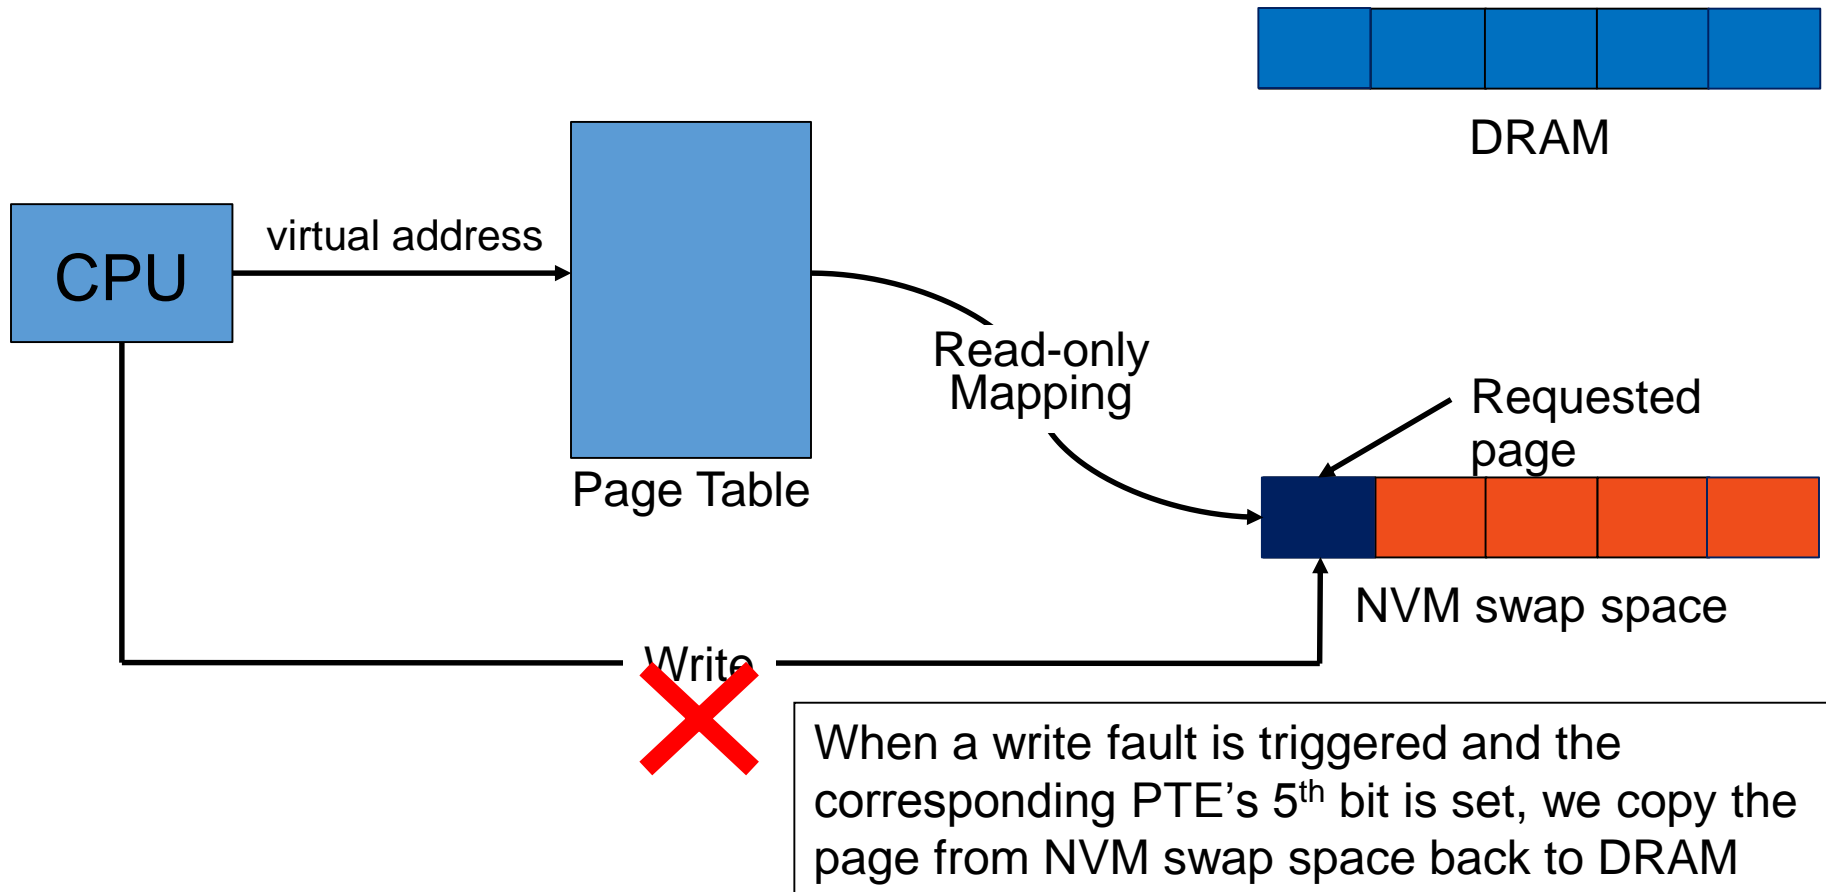 DRAM
virtual address
CPU
Read-only
Mapping
Requested
page
Page Table
NVM swap space
Write
When a write fault is triggered and the
corresponding PTE’s 5th bit is set, we copy the
page from NVM swap space back to DRAM